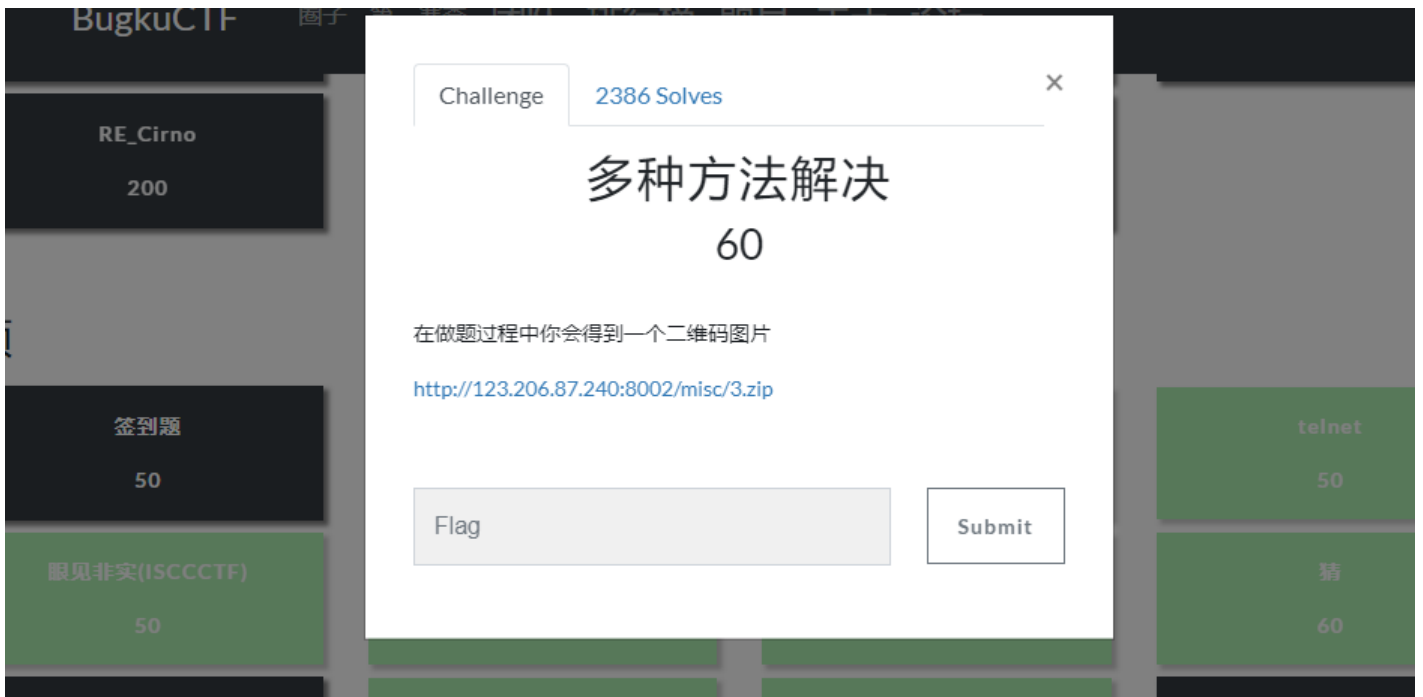 BugkuCTF
圈子
Challenge
2386 Solves
×
RE_Cirno
200
多种方法解决
60
在做题过程中你会得到一个二维码图片
http://123.206.87.240:8002/misc/3.zip
签到题
50
telnet
50
Flag
Submit
眼见非实(ISCCCTF)
50
猜
60